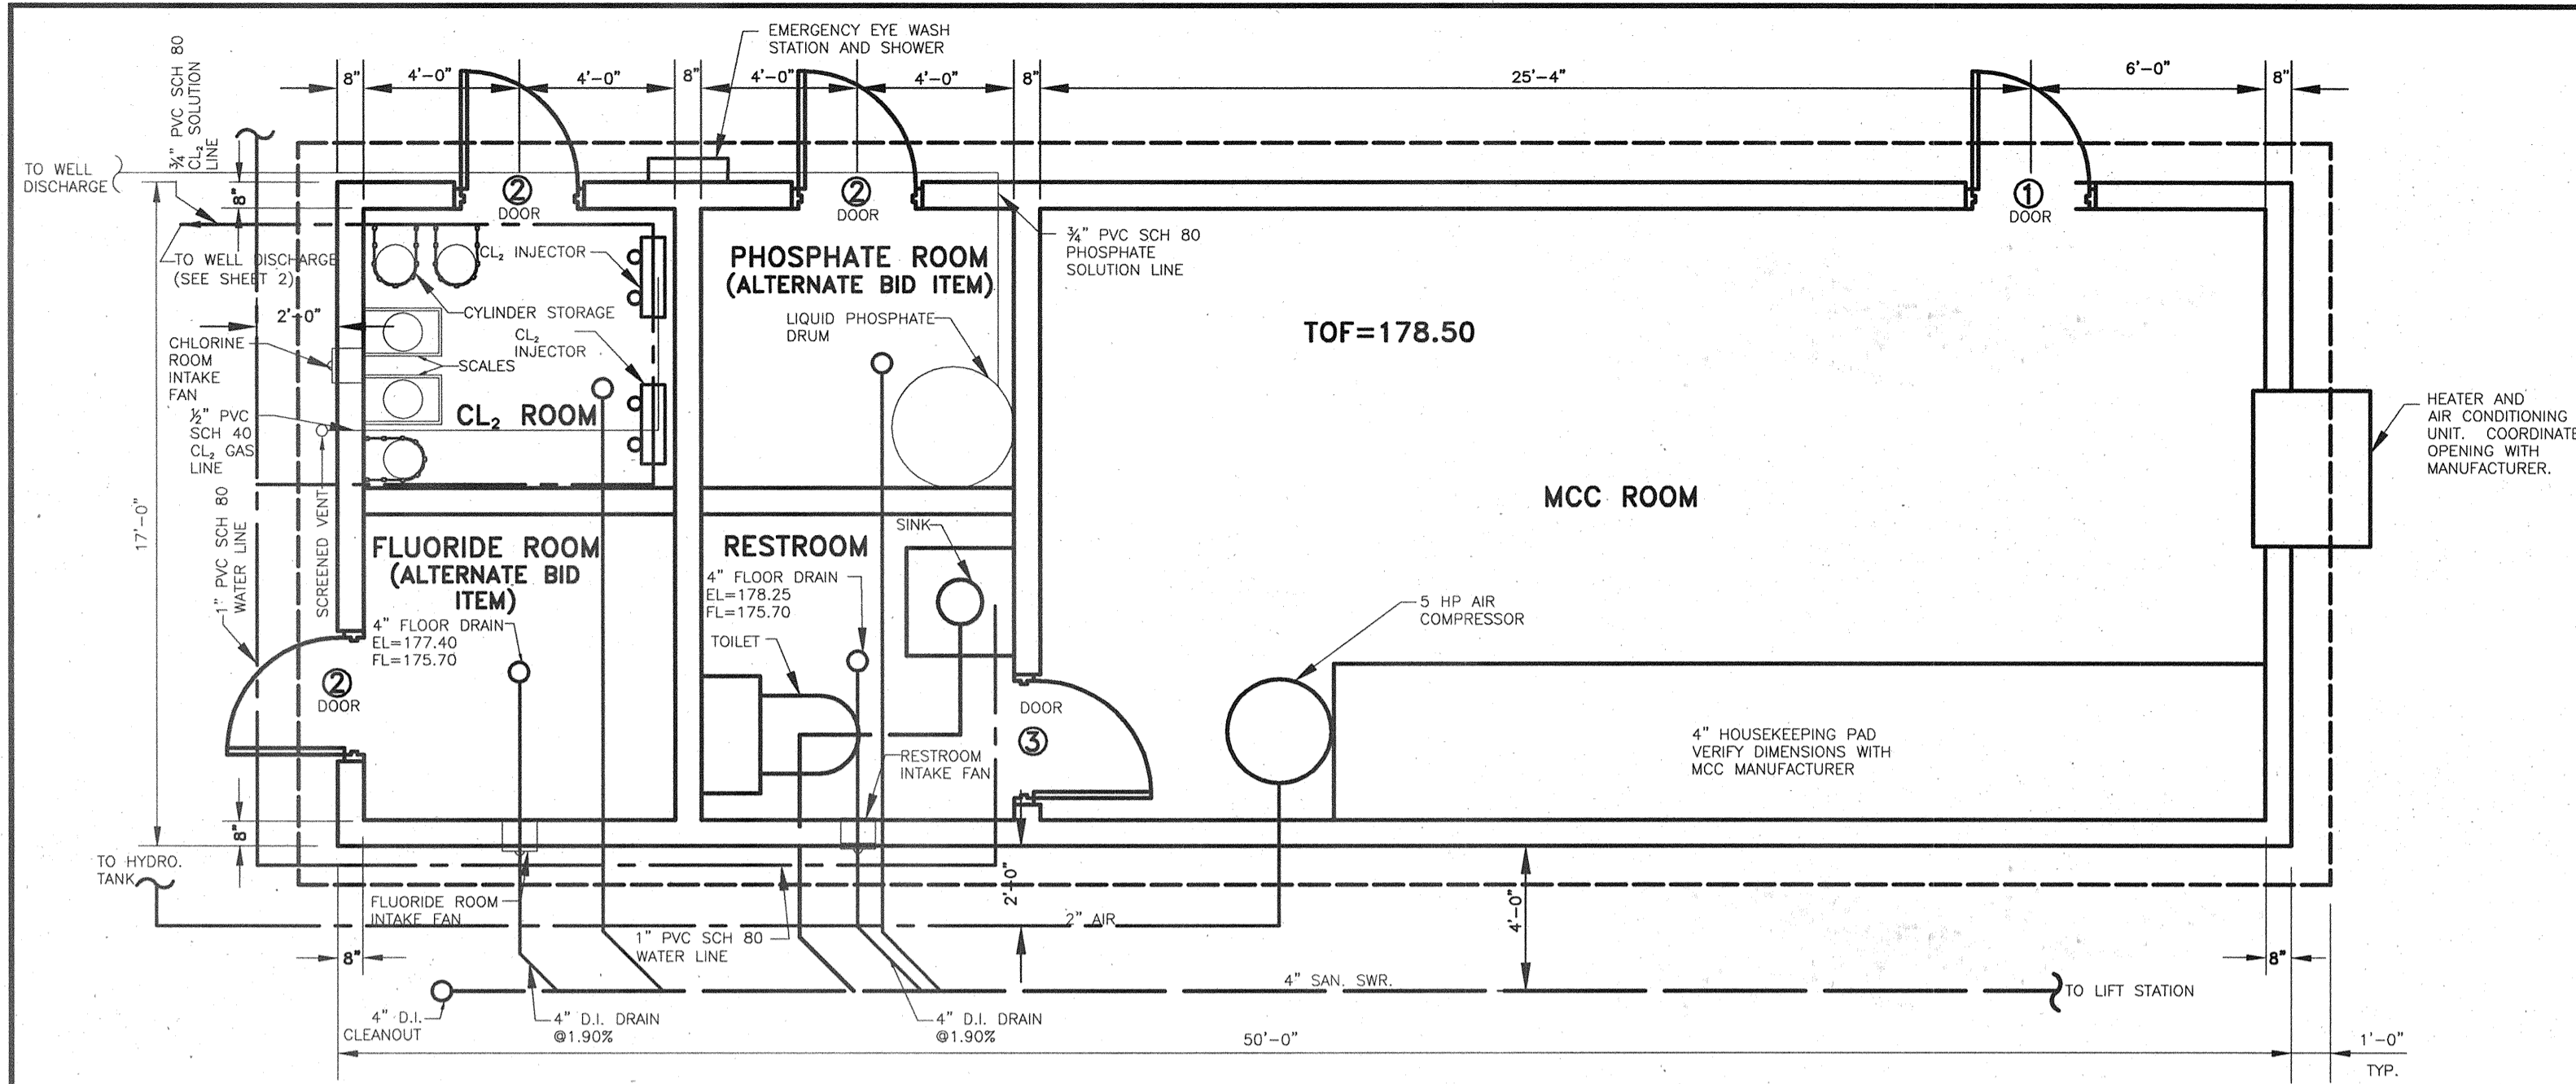 EMERGENCY EYE WASH
STATION AND SHOWER
8"
4'-0"
4'-0"
8"
4'-0"
4'-0"
8"
25'-4"
6'-0"
8"
¾" PVC SCH 80
CL₂ SOLUTION
LINE
TO WELL
DISCHARGE
8"
② DOOR
② DOOR
① DOOR
TO WELL DISCHARGE
(SEE SHEET 2)
2'-0"
CL₂ INJECTOR
CYLINDER STORAGE
CL₂
INJECTOR
SCALES
CL₂ ROOM
CHLORINE
ROOM
INTAKE
FAN
½" PVC
SCH 40
CL₂ GAS
LINE
PHOSPHATE ROOM
(ALTERNATE BID ITEM)
LIQUID PHOSPHATE
DRUM
¾" PVC SCH 80
PHOSPHATE
SOLUTION LINE
TOF=178.50
MCC ROOM
HEATER AND
AIR CONDITIONING
UNIT. COORDINATE
OPENING WITH
MANUFACTURER.
17'-0"
1" PVC SCH 80
WATER LINE
SCREENED VENT
FLUORIDE ROOM
(ALTERNATE BID
ITEM)
4" FLOOR DRAIN
EL=177.40
FL=175.70
② DOOR
RESTROOM
4" FLOOR DRAIN
EL=178.25
FL=175.70
TOILET
SINK
RESTROOM
INTAKE FAN
DOOR
③
5 HP AIR
COMPRESSOR
4" HOUSEKEEPING PAD
VERIFY DIMENSIONS WITH
MCC MANUFACTURER
8"
TO HYDRO.
TANK
FLUORIDE ROOM
INTAKE FAN
2'-0"
2" AIR
4'-0"
8"
1" PVC SCH 80
WATER LINE
8"
4" SAN. SWR.
TO LIFT STATION
4" D.I.
CLEANOUT
4" D.I. DRAIN
@1.90%
4" D.I. DRAIN
@1.90%
50'-0"
1'-0"
TYP.